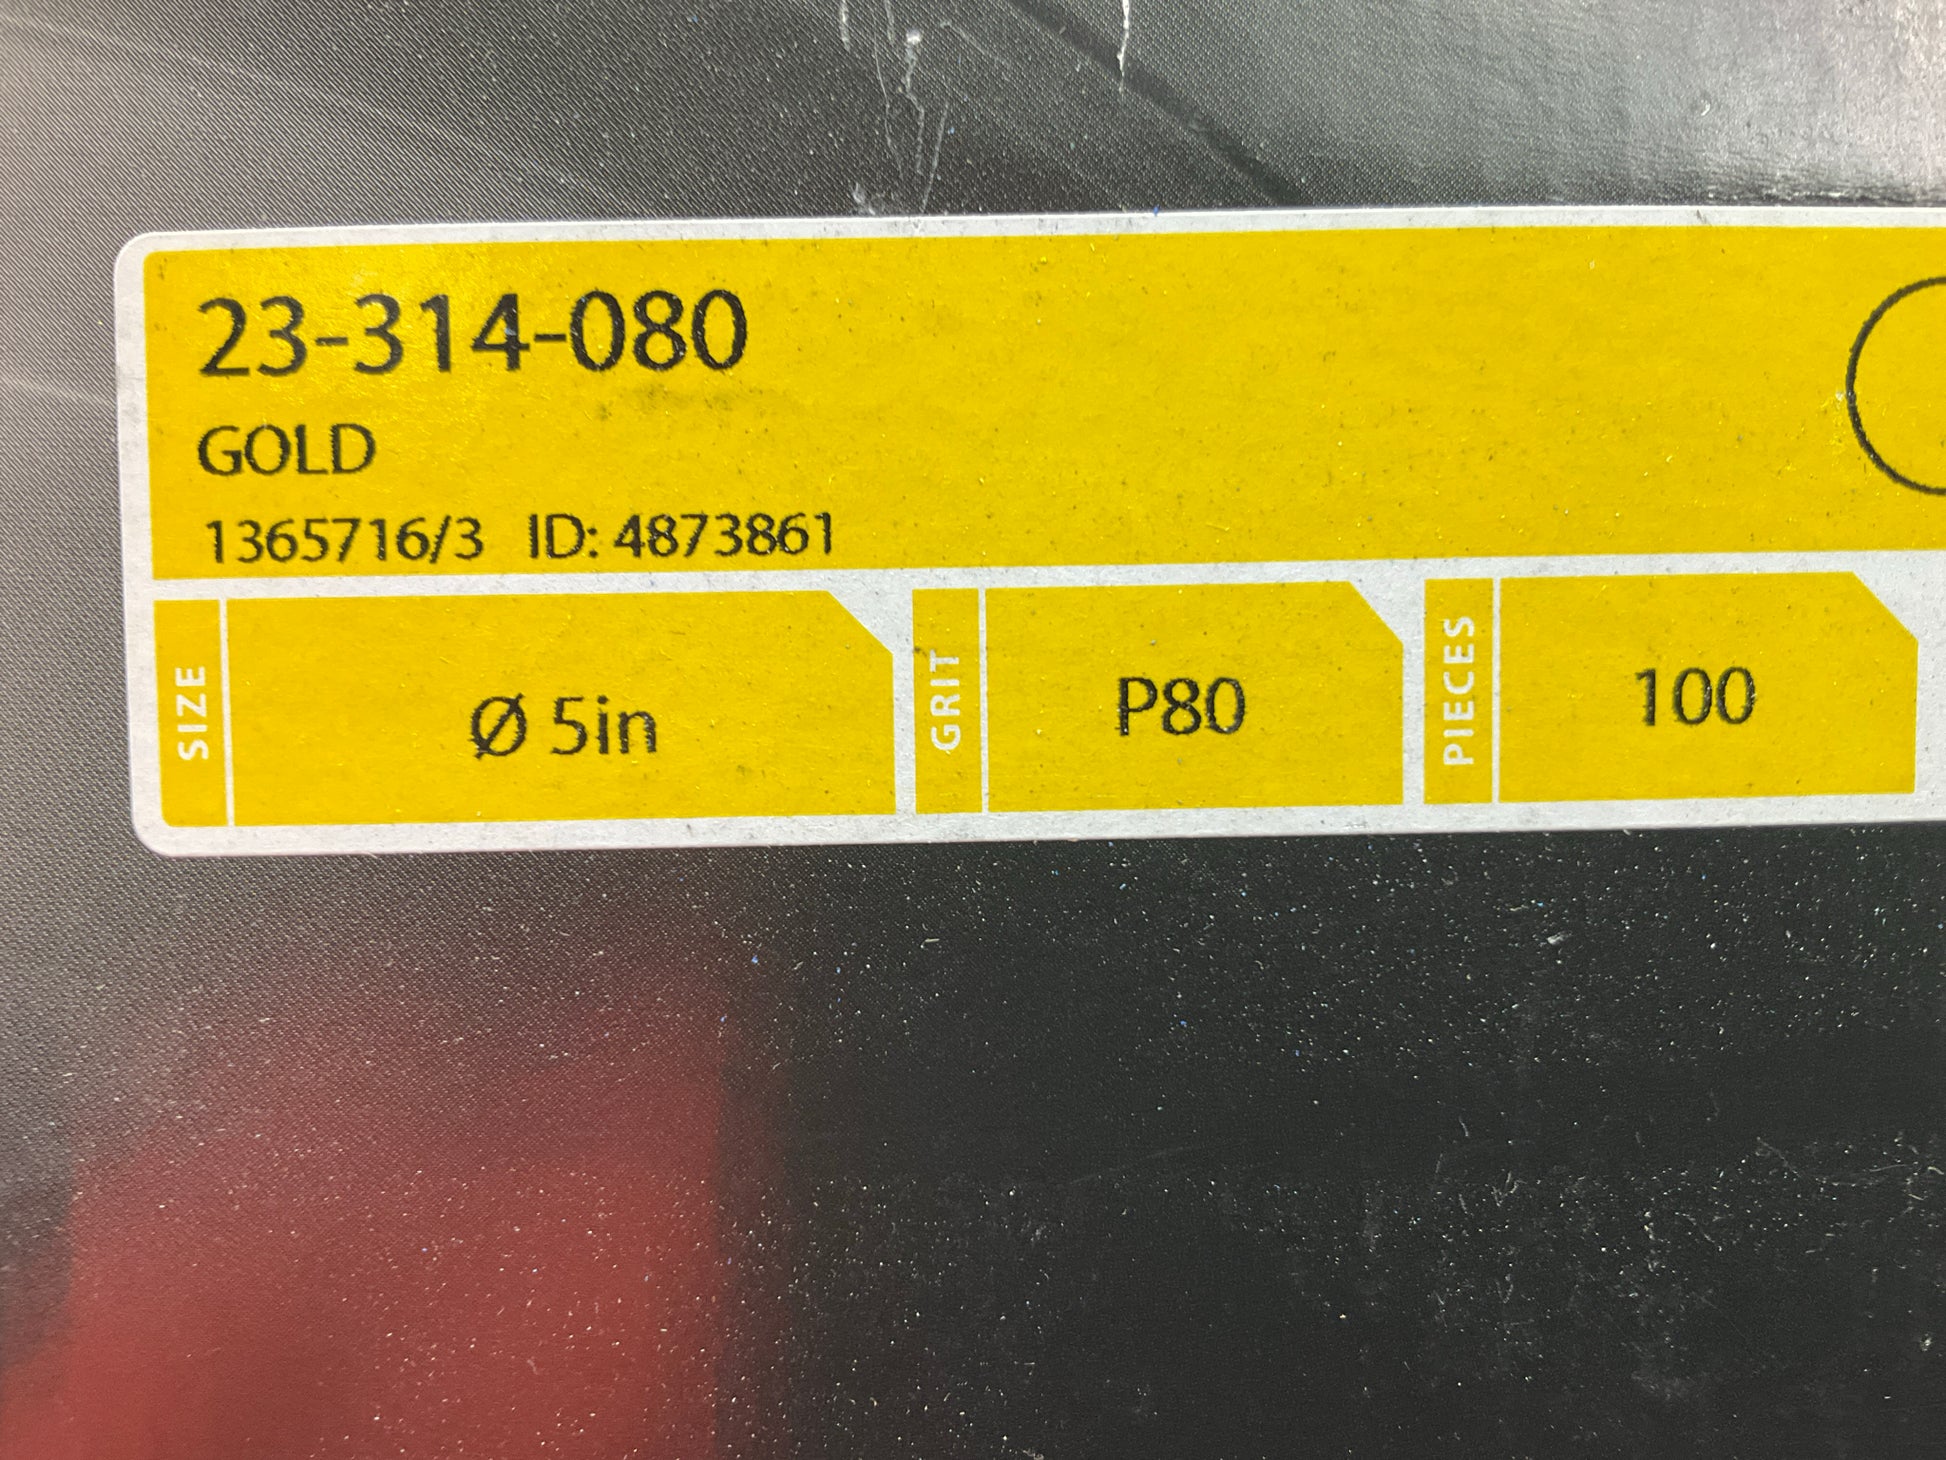 23-314-080
GOLD
1365716/3 ID: 4873861
SIZE
Ø 5in
GRIT
P80
PIECES
100